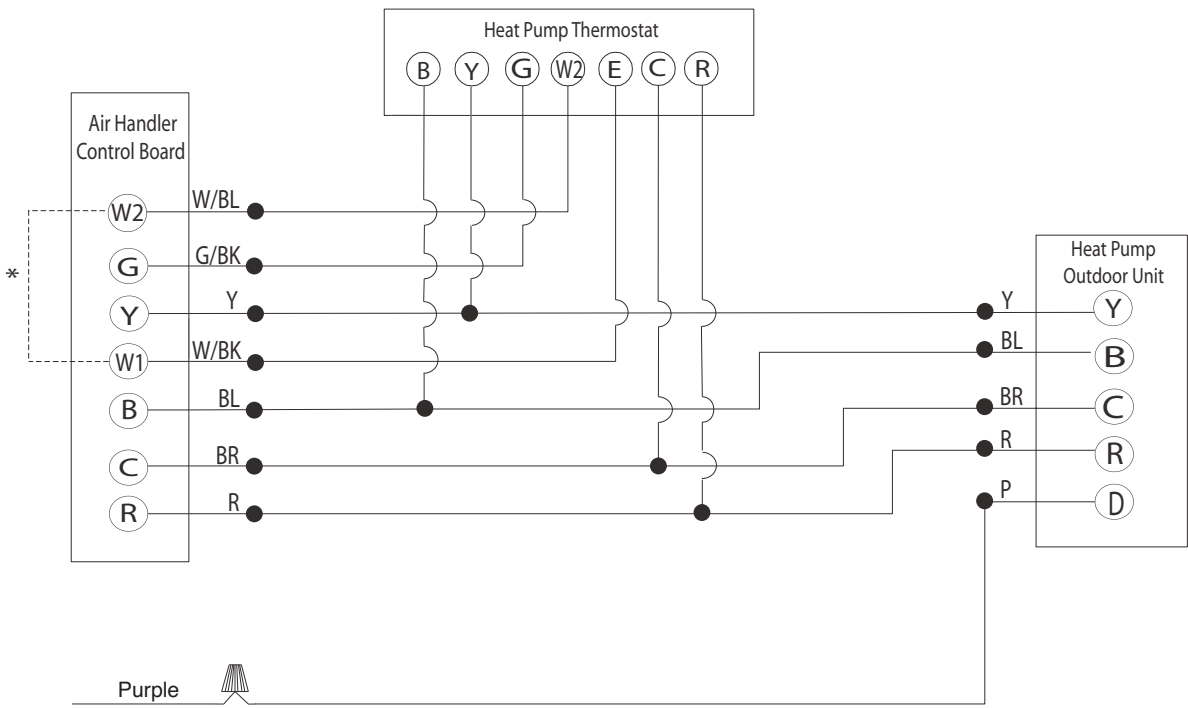 Heat Pump Thermostat
B Y G W2 E C R
Air Handler
Control Board
W2 W/BL
G G/BK
Y Y
W1 W/BK
B BL
C BR
R R
*
Heat Pump
Outdoor Unit
Y Y
BL B
BR C
R R
P D
Purple